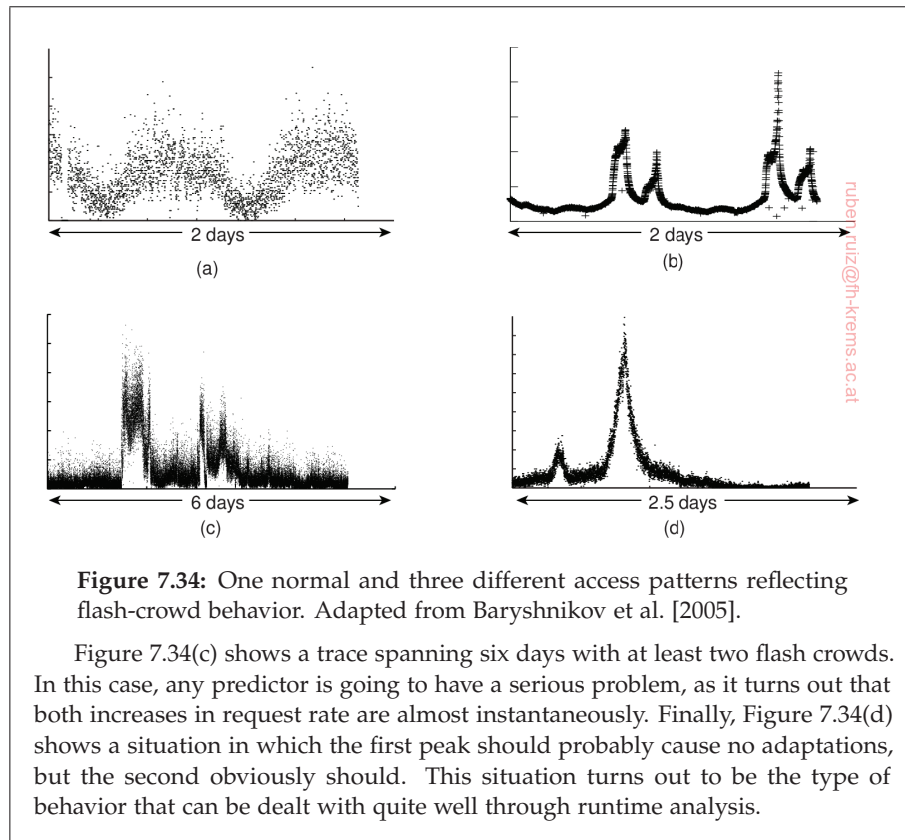 2 days
(a)
2 days
(b)
6 days
(c)
2.5 days
(d)
ruben.ruiz@fh-krems.ac.at
Figure 7.34: One normal and three different access patterns reflecting
flash-crowd behavior. Adapted from Baryshnikov et al. [2005].
Figure 7.34(c) shows a trace spanning six days with at least two flash crowds.
In this case, any predictor is going to have a serious problem, as it turns out that
both increases in request rate are almost instantaneously. Finally, Figure 7.34(d)
shows a situation in which the first peak should probably cause no adaptations,
but the second obviously should. This situation turns out to be the type of
behavior that can be dealt with quite well through runtime analysis.